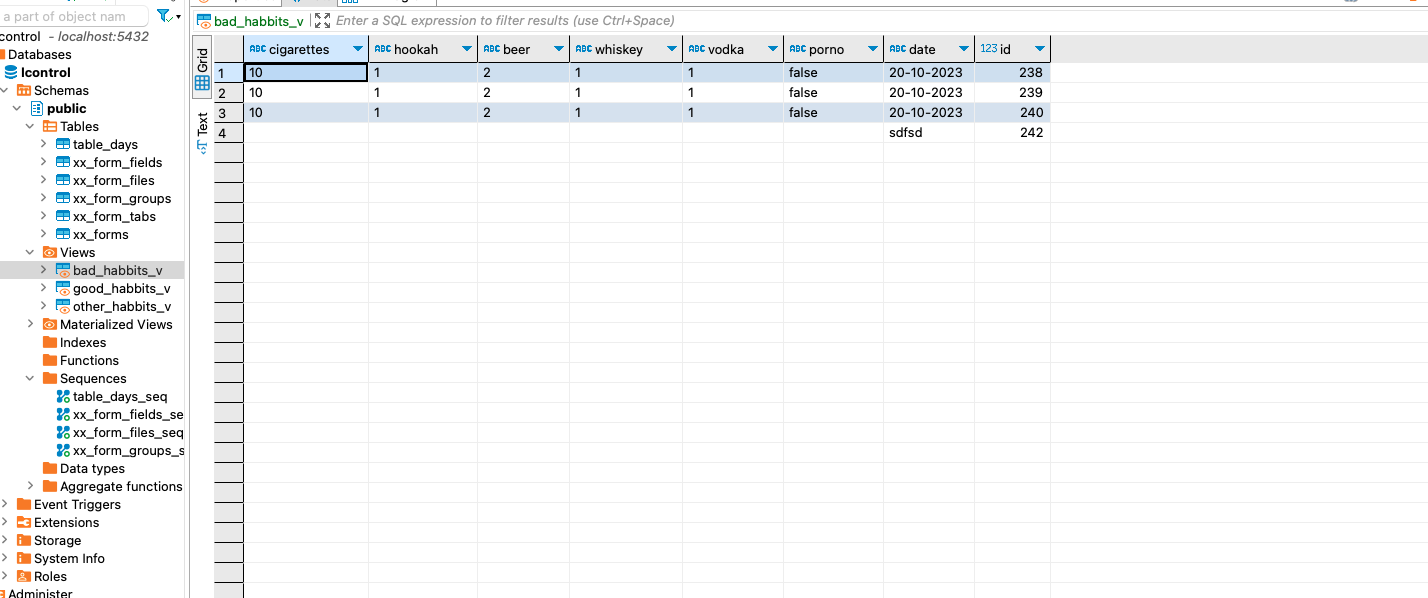 a part of object nam
control - localhost:5432
Databases
lcontrol
Schemas
public
Tables
table_days
xx_form_fields
xx_form_files
xx_form_groups
xx_form_tabs
xx_forms
Views
bad_habbits_v
good_habbits_v
other_habbits_v
Materialized Views
Indexes
Functions
Sequences
table_days_seq
xx_form_fields_se
xx_form_files_seq
xx_form_groups_s
Data types
Aggregate functions
Event Triggers
Extensions
Storage
System Info
Roles
Administer
bad_habbits_v Enter a SQL expression to filter results (use Ctrl+Space)
Grid
Text
ABC cigarettes ABC hookah ABC beer ABC whiskey ABC vodka ABC porno ABC date 123 id
1 10 1 2 1 1 false 20-10-2023 238
2 10 1 2 1 1 false 20-10-2023 239
3 10 1 2 1 1 false 20-10-2023 240
4 sdfsd 242